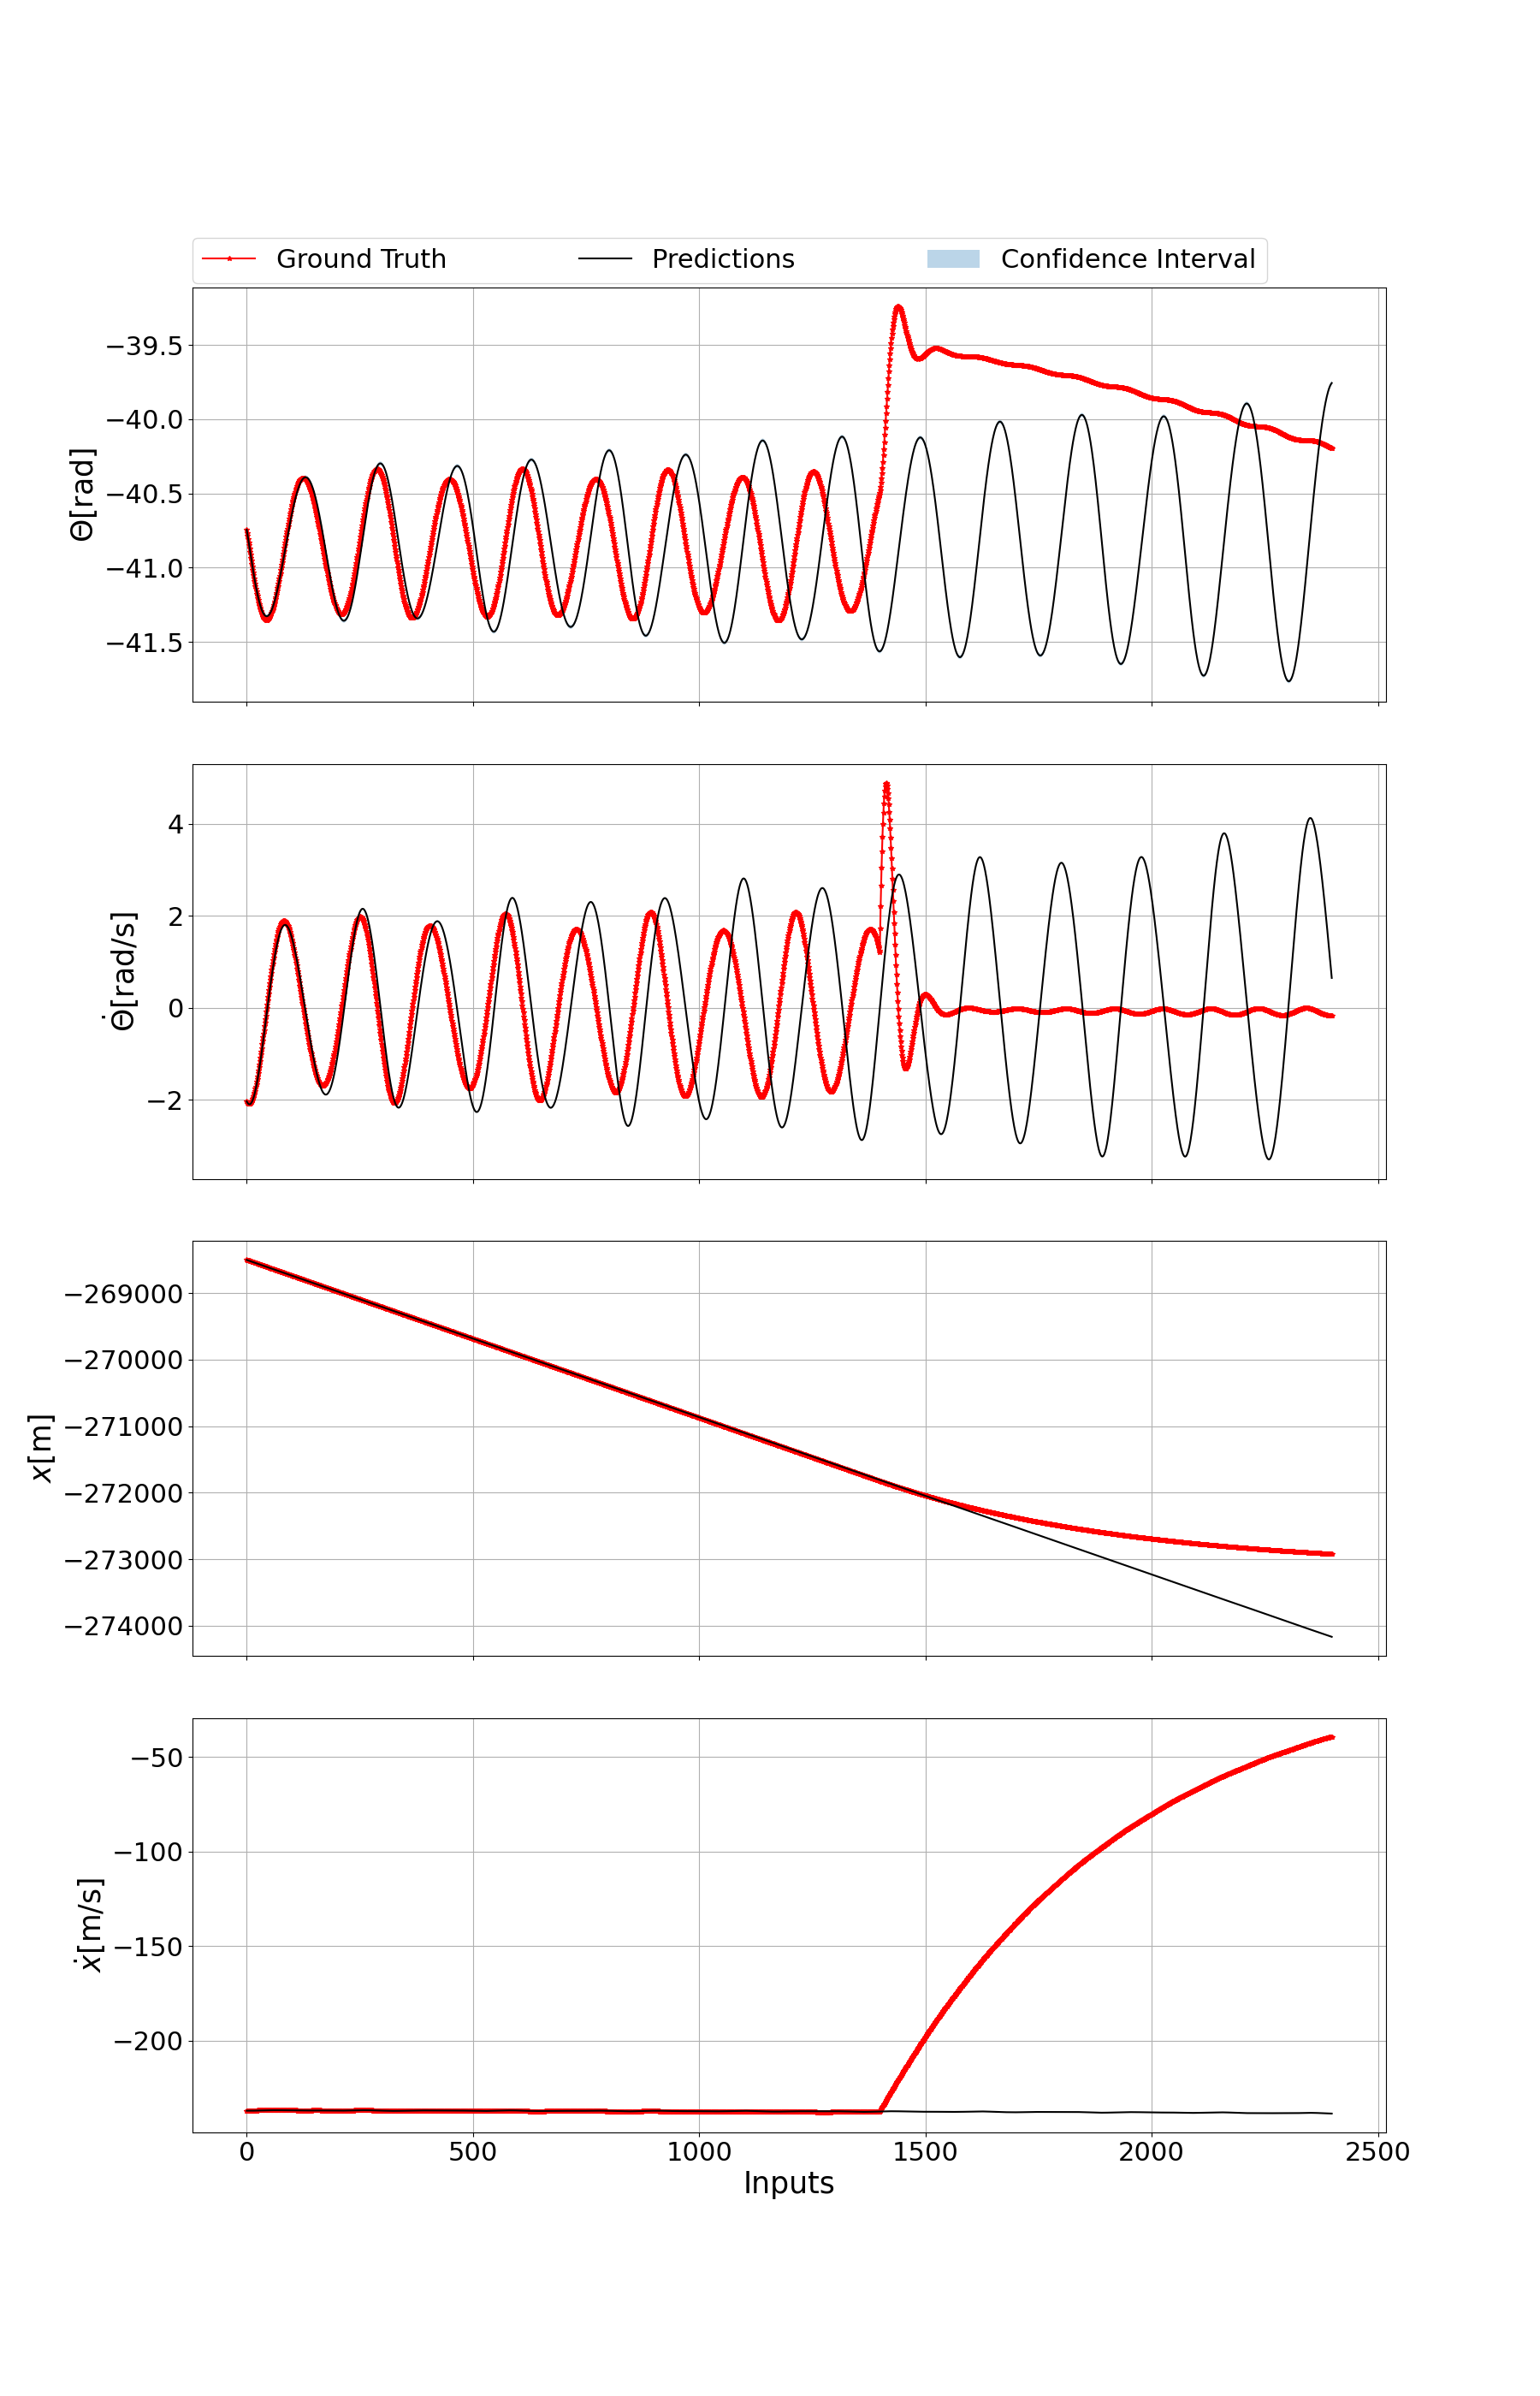 Ground Truth Predictions Confidence Interval
−39.5
−40.0
−40.5
−41.0
−41.5
Θ[rad]
4
2
0
−2
Θ̇[rad/s]
−269000
−270000
−271000
−272000
−273000
−274000
x[m]
−50
−100
−150
−200
ẋ[m/s]
0 500 1000 1500 2000 2500
Inputs